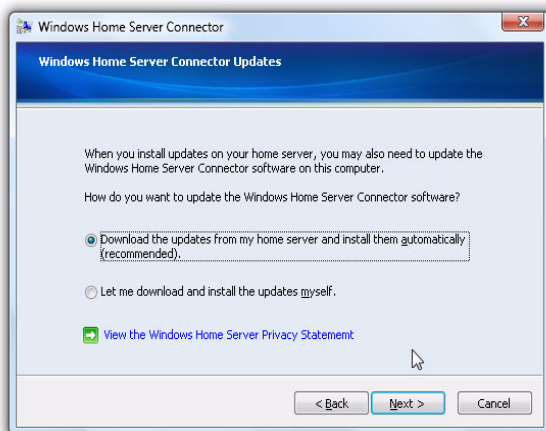 Windows Home Server Connector
Windows Home Server Connector Updates
When you install updates on your home server, you may also need to update the
Windows Home Server Connector software on this computer.
How do you want to update the Windows Home Server Connector software?
Download the updates from my home server and install them automatically
(recommended).
Let me download and install the updates myself.
View the Windows Home Server Privacy Statememt
< Back
Next >
Cancel